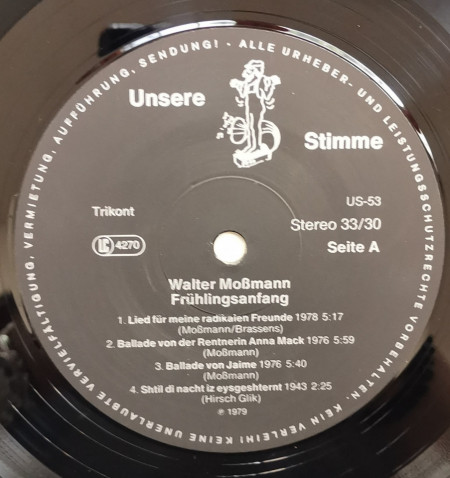 KEINE UNERLAUBTE VERVIELFÄLTIGUNG, VERMIETUNG, AUFFÜHRUNG, SENDUNG! - ALLE URHEBER- UND LEISTUNGSSCHUTZRECHTE VORBEHALTEN. KEIN VERLEIH!
Unsere
Stimme
US-53
Trikont
Stereo 33/30
LC 4270
Seite A
Walter Moßmann
Frühlingsanfang
1. Lied für meine radikalen Freunde 1978 5:17
(Moßmann/Brassens)
2. Ballade von der Rentnerin Anna Mack 1976 5:59
(Moßmann)
3. Ballade von Jaime 1976 5:40
(Moßmann)
4. Shtil di nacht iz eysgeshternt 1943 2:25
(Hirsch Glik)
℗ 1979